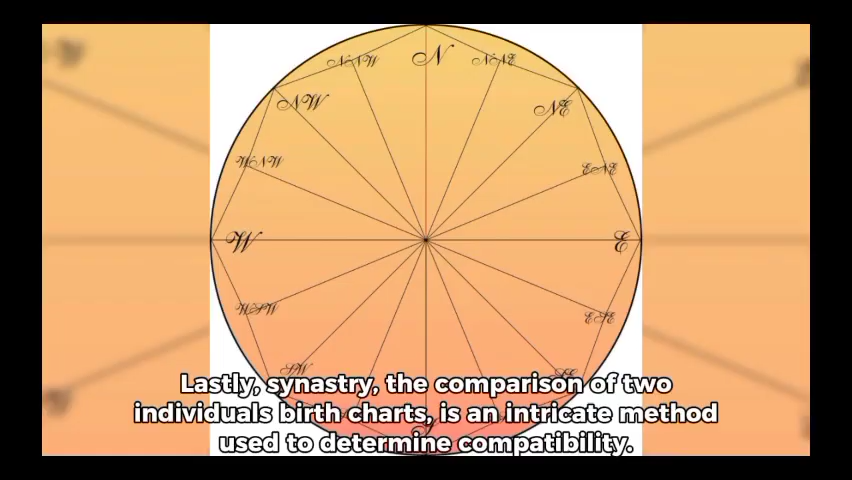 N
NNW
NNE
NW
NE
WNW
ENE
W
E
WSW
ESE
SW
SE
Lastly, synastry, the comparison of two
individuals birth charts, is an intricate method
used to determine compatibility.